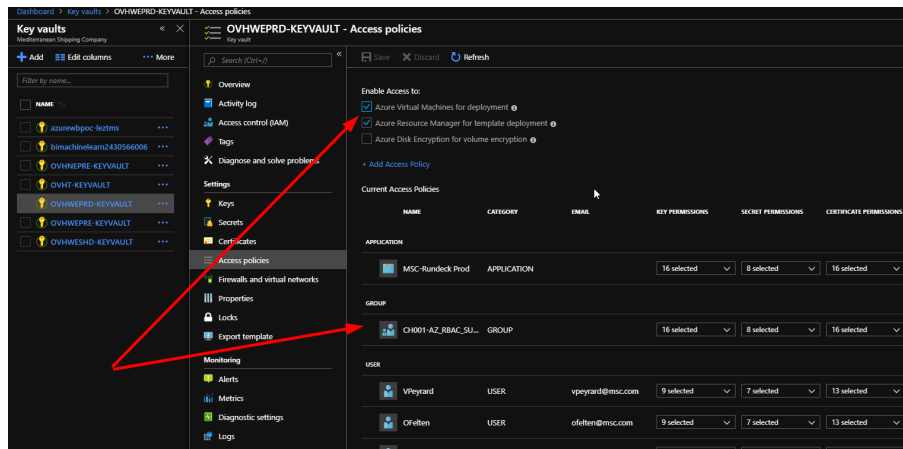 Dashboard > Key vaults > OVHWEPRD-KEYVAULT - Access policies
Key vaults
Mediterranean Shipping Company
Add Edit columns ··· More
Filter by name...
NAME
azurewbpoc-leztms
bimachinelearn2430566006
OVHNEPRE-KEYVAULT
OVHT-KEYVAULT
OVHWEPRD-KEYVAULT
OVHWEPRE-KEYVAULT
OVHWESHD-KEYVAULT
OVHWEPRD-KEYVAULT - Access policies
Key vault
Search (Ctrl+/)
Overview
Activity log
Access control (IAM)
Tags
Diagnose and solve problems
Settings
Keys
Secrets
Certificates
Access policies
Firewalls and virtual networks
Properties
Locks
Export template
Monitoring
Alerts
Metrics
Diagnostic settings
Logs
Save Discard Refresh
Enable Access to:
Azure Virtual Machines for deployment
Azure Resource Manager for template deployment
Azure Disk Encryption for volume encryption
+ Add Access Policy
Current Access Policies
NAME CATEGORY EMAIL KEY PERMISSIONS SECRET PERMISSIONS CERTIFICATE PERMISSIONS
APPLICATION
MSC-Rundeck Prod APPLICATION 16 selected 8 selected 16 selected
GROUP
CH001-AZ_RBAC_SU... GROUP 16 selected 8 selected 16 selected
USER
VPeyrard USER vpeyrard@msc.com 9 selected 7 selected 13 selected
OFelten USER ofelten@msc.com 9 selected 7 selected 13 selected